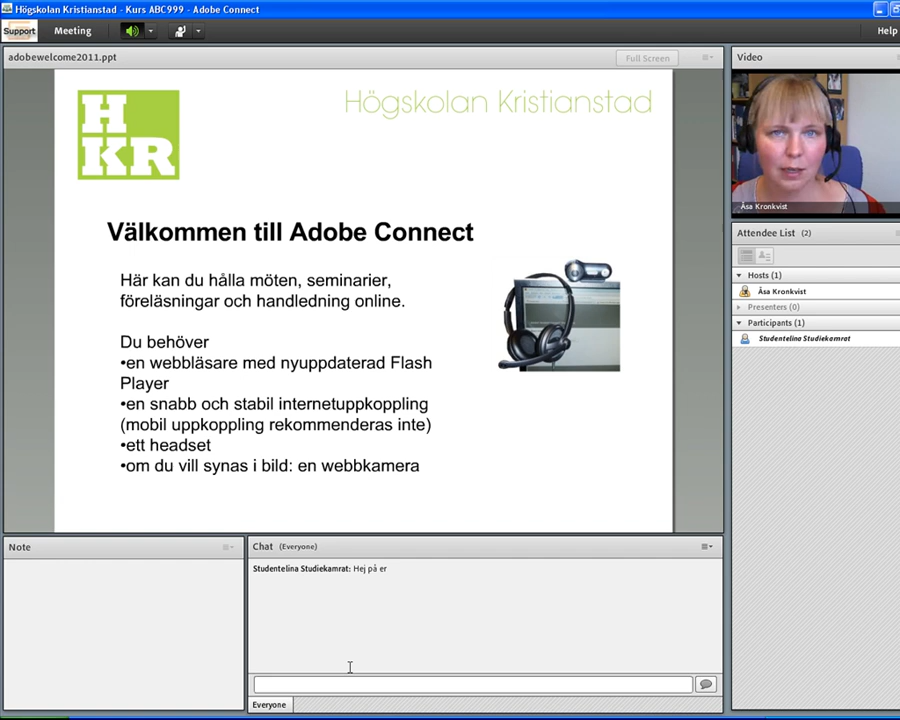 Högskolan Kristianstad - Kurs ABC999 - Adobe Connect
Support Meeting Help
adobewelcome2011.ppt Full Screen
H
KR
Högskolan Kristianstad
Välkommen till Adobe Connect
Här kan du hålla möten, seminarier,
föreläsningar och handledning online.
Du behöver
•en webbläsare med nyuppdaterad Flash
Player
•en snabb och stabil internetuppkoppling
(mobil uppkoppling rekommenderas inte)
•ett headset
•om du vill synas i bild: en webbkamera
Video
Åsa Kronkvist
Attendee List (2)
Hosts (1)
Åsa Kronkvist
Presenters (0)
Participants (1)
Studentelina Studiekamrat
Note
Chat (Everyone)
Studentelina Studiekamrat: Hej på er
Everyone